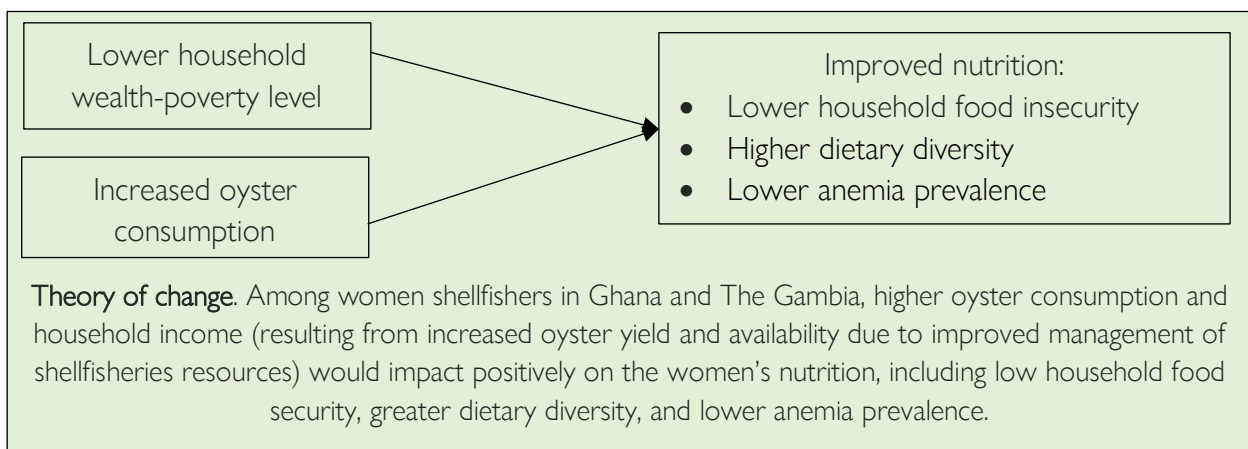 Lower household
wealth-poverty level
Increased oyster
consumption
Improved nutrition:
• Lower household food insecurity
• Higher dietary diversity
• Lower anemia prevalence
Theory of change. Among women shellfishers in Ghana and The Gambia, higher oyster consumption and
household income (resulting from increased oyster yield and availability due to improved management of
shellfisheries resources) would impact positively on the women's nutrition, including low household food
security, greater dietary diversity, and lower anemia prevalence.